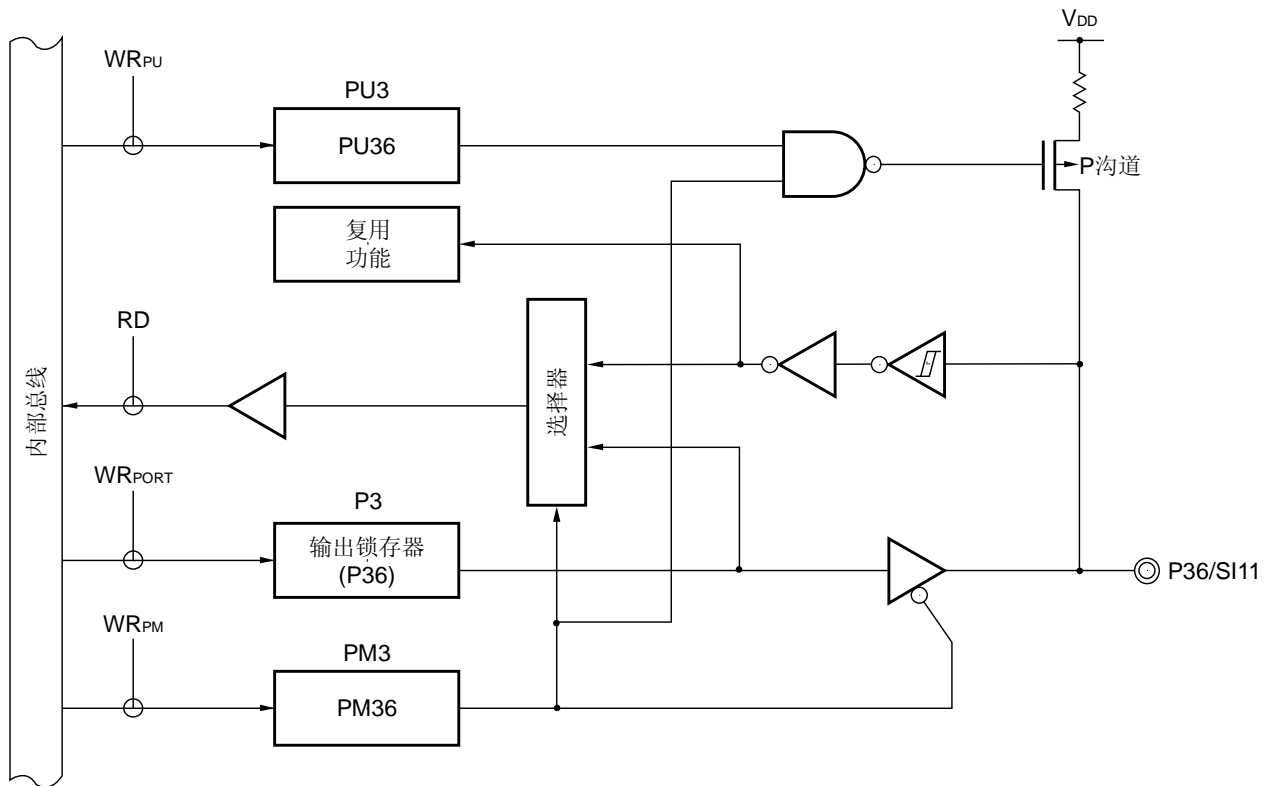 VDD
WRPU
PU3
PU36
P沟道
复用
功能
RD
选择器
内部总线
WRPORT
P3
输出锁存器
(P36)
P36/SI11
WRPM
PM3
PM36